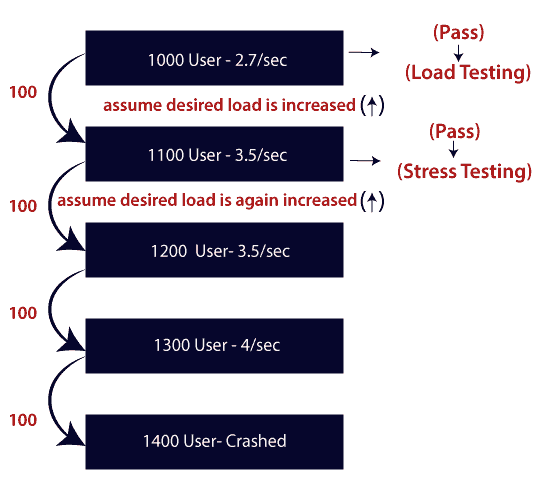 1000 User - 2.7/sec
(Pass)
(Load Testing)
100
assume desired load is increased (↑)
1100 User - 3.5/sec
(Pass)
(Stress Testing)
100
assume desired load is again increased (↑)
1200 User- 3.5/sec
100
1300 User - 4/sec
100
1400 User- Crashed